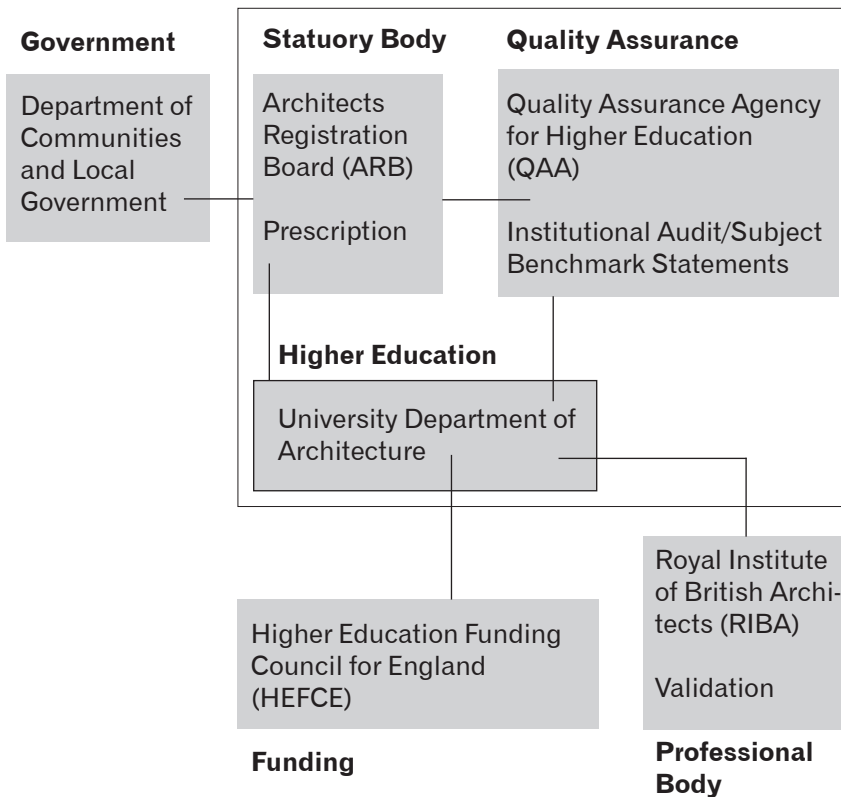 Government
Department of
Communities
and Local
Government
Statuory Body
Architects
Registration
Board (ARB)
Prescription
Quality Assurance
Quality Assurance Agency
for Higher Education
(QAA)
Institutional Audit/Subject
Benchmark Statements
Higher Education
University Department of
Architecture
Higher Education Funding
Council for England
(HEFCE)
Funding
Royal Institute
of British Archi-
tects (RIBA)
Validation
Professional
Body